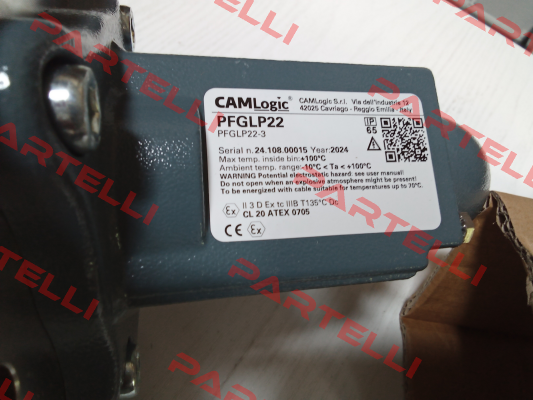 CAMLogic®
CAMLogic S.r.l. Via dell'industria 12
42025 Cavriago - Reggio Emilia - Italy
PFGLP22
PFGLP22-3
IP
65
Serial n. 24.108.00015 Year: 2024
Max temp. inside bin: +100°C
Ambient temp. range: -10°C < Ta < +100°C
WARNING Potential electrostatic hazard: see user manual!
Do not open when an explosive atmosphere might be present!
To be energized with cable suitable for temperatures up to 20°C.
Ex II 3 D Ex tc IIIB T135°C Dc
CL 20 ATEX 0705
CE Ex
PARTELLI
PARTELLI
PARTELLI
PARTELLI
PARTELLI
PARTELLI